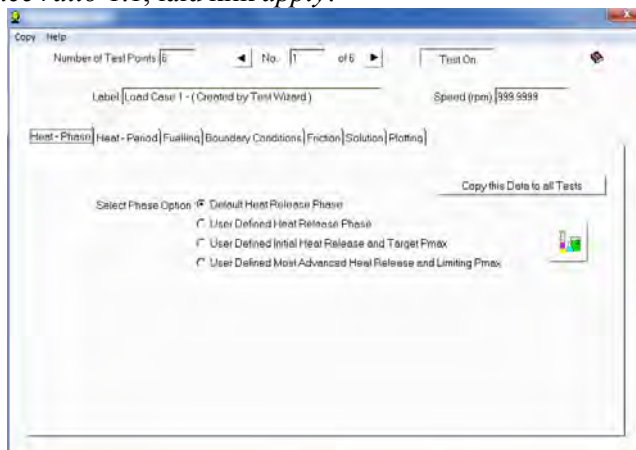 Copy Help
Number of Test Points 6 No. 1 of 6 Test On
Label Load Case 1 - (Created by Test Wizard) Speed (rpm) 999.9999
Heat - Phase Heat - Period Fuelling Boundary Conditions Friction Solution Plotting
Copy this Data to all Tests
Select Phase Option Default Heat Release Phase
User Defined Heat Release Phase
User Defined Initial Heat Release and Target Pmax
User Defined Most Advanced Heat Release and Limiting Pmax